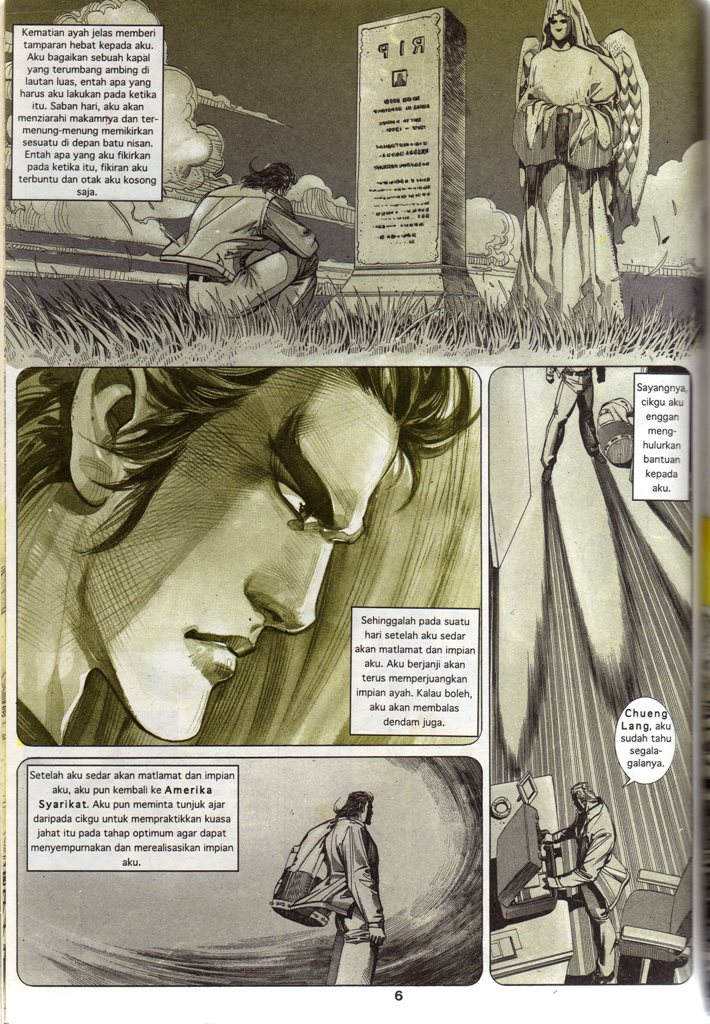 Kematian ayah jelas memberi
tamparan hebat kepada aku.
Aku bagaikan sebuah kapal
yang terumbang ambing di
lautan luas, entah apa yang
harus aku lakukan pada ketika
itu. Saban hari, aku akan
menziarahi makamnya dan ter-
menung-menung memikirkan
sesuatu di depan batu nisan.
Entah apa yang aku fikirkan
pada ketika itu, fikiran aku
terbuntu dan otak aku kosong
saja.
RIP
Sehinggalah pada suatu
hari setelah aku sedar
akan matlamat dan impian
aku. Aku berjanji akan
terus memperjuangkan
impian ayah. Kalau boleh,
aku akan membalas
dendam juga.
Setelah aku sedar akan matlamat dan impian
aku, aku pun kembali ke Amerika
Syarikat. Aku pun meminta tunjuk ajar
daripada cikgu untuk mempraktikkan kuasa
jahat itu pada tahap optimum agar dapat
menyempurnakan dan merealisasikan impian
aku.
Sayangnya,
cikgu aku
enggan
meng-
hulurkan
bantuan
kepada
aku.
Chueng
Lang, aku
sudah tahu
segala-
galanya.
6